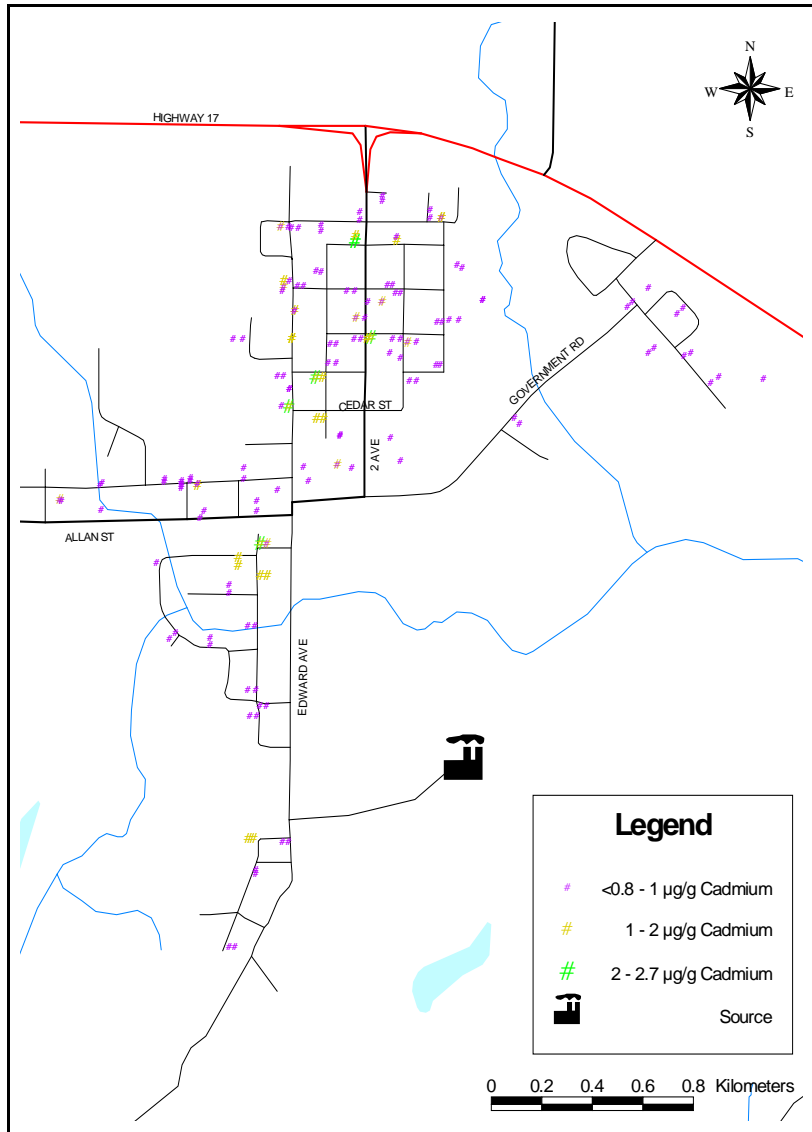 N
W E
S
HIGHWAY 17
GOVERNMENT RD
CEDAR ST
2 AVE
ALLAN ST
EDWARD AVE
Legend
# <0.8 - 1 µg/g Cadmium
# 1 - 2 µg/g Cadmium
# 2 - 2.7 µg/g Cadmium
Source
0 0.2 0.4 0.6 0.8 Kilometers